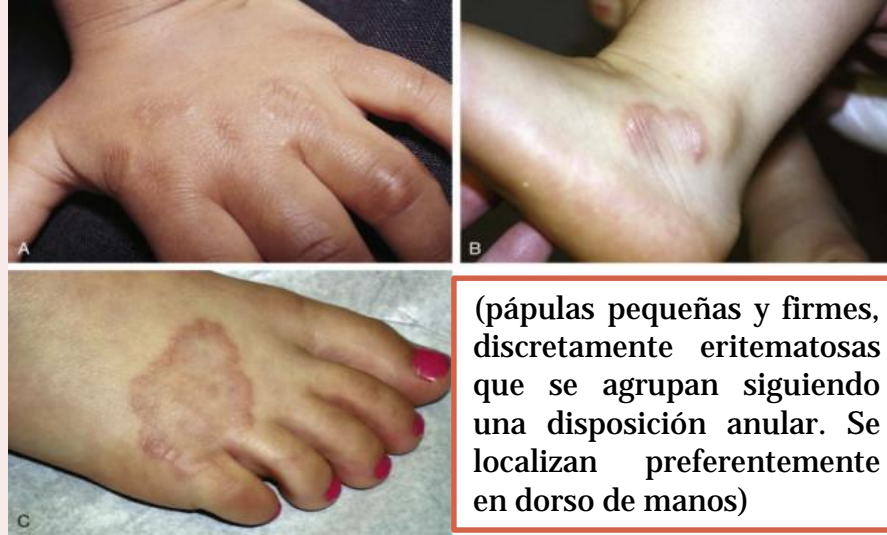 A
B
C
(pápulas pequeñas y firmes,
discretamente eritematosas
que se agrupan siguiendo
una disposición anular. Se
localizan preferentemente
en dorso de manos)